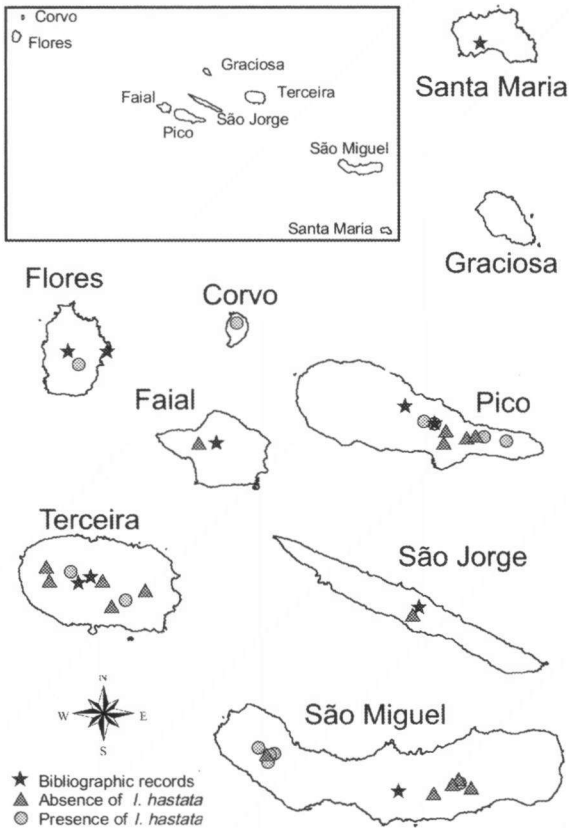 Corvo
Flores
Graciosa
Faial
Terceira
Pico
São Jorge
São Miguel
Santa Maria
Santa Maria
Graciosa
Flores
Corvo
Faial
Pico
Terceira
São Jorge
N
W E
S
São Miguel
Bibliographic records
Absence of I. hastata
Presence of I. hastata